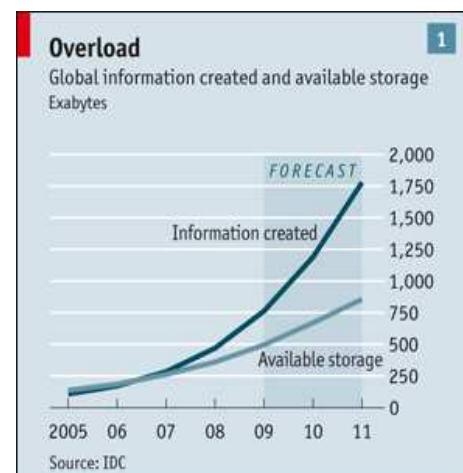 Overload
1
Global information created and available storage
Exabytes
FORECAST
2,000
1,750
Information created
1,500
1,250
1,000
750
500
Available storage
250
0
2005 06 07 08 09 10 11
Source: IDC